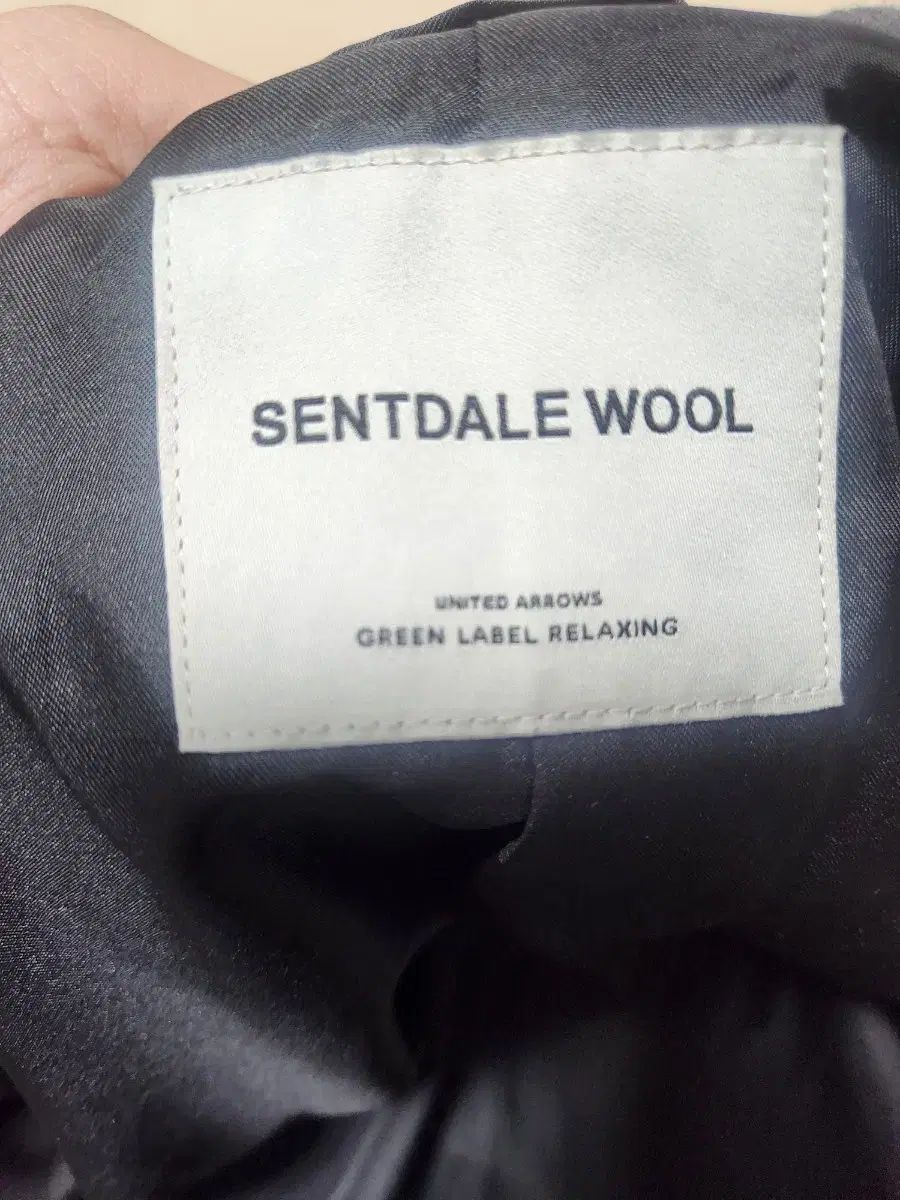 SENTDALE WOOL
UNITED ARROWS
GREEN LABEL RELAXING